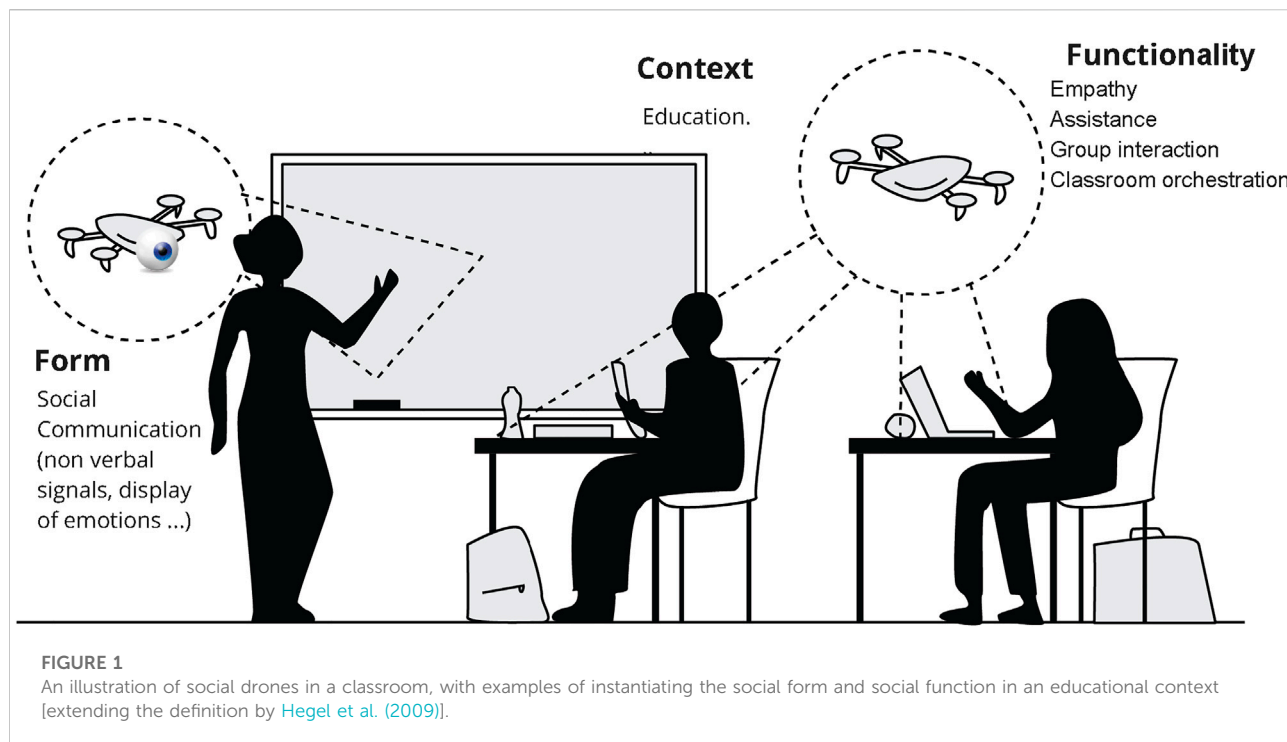 Context
Education.
..
Functionality
Empathy
Assistance
Group interaction
Classroom orchestration
Form
Social
Communication
(non verbal
signals, display
of emotions ...)
FIGURE 1
An illustration of social drones in a classroom, with examples of instantiating the social form and social function in an educational context
[extending the definition by Hegel et al. (2009)].